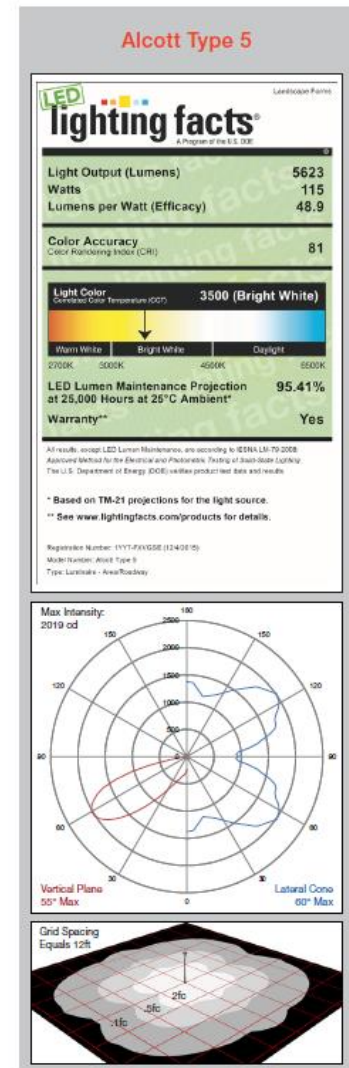 Alcott Type 5
Landscape Forms
LED
lighting facts®
A Program of the U.S. DOE
Light Output (Lumens) 5623
Watts 115
Lumens per Watt (Efficacy) 48.9
Color Accuracy
Color Rendering Index (CRI) 81
Light Color
Correlated Color Temperature (CCT) 3500 (Bright White)
Warm White Bright White Daylight
2700K 3000K 4500K 6500K
LED Lumen Maintenance Projection
at 25,000 Hours at 25°C Ambient* 95.41%
Warranty** Yes
All results, except LED Lumen Maintenance, are according to IESNA LM-79-2008:
Approved Method for the Electrical and Photometric Testing of Solid-State Lighting.
The U.S. Department of Energy (DOE) verifies product test data and results.
* Based on TM-21 projections for the light source.
** See www.lightingfacts.com/products for details.
Registration Number: (12/4/2015)
Model Number: Alcott Type 5
Type: Luminaire - Area/Roadway
Max Intensity:
2019 cd
180
2500
150 150
2000
1500
120 120
1000
500
90 90
60 60
30 30
0
Vertical Plane
55° Max
Lateral Cone
60° Max
Grid Spacing
Equals 12ft
2fc
.5fc
.1fc